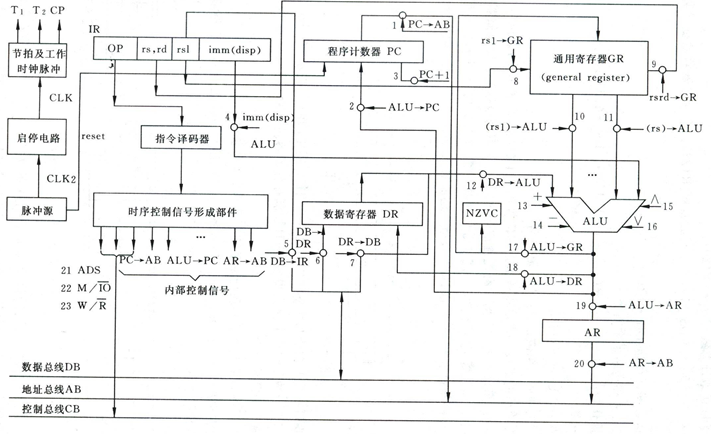 T₁ T₂ CP
节拍及工作
时钟脉冲
CLK
启停电路
reset
CLK2
脉冲源
IR
OP
rs,rd
rs1
imm(disp)
4
imm(disp)
ALU
指令译码器
时序控制信号形成部件
...
PC→AB
ALU→PC
AR→AB
DB→IR
内部控制信号
21 ADS
22 M/I̅O̅
23 W/R̅
程序计数器 PC
1
PC→AB
3
PC+1
2
ALU→PC
数据寄存器 DR
5
DB→
DR
6
DR→DB
7
rs1→GR
8
通用寄存器GR
(general register)
9
rsrd→GR
10
11
(rs1)→ALU
(rs)→ALU
...
12
DR→ALU
13
+
14
−
ALU
∧
15
∨
16
NZVC
17
ALU→GR
18
ALU→DR
19
ALU→AR
AR
20
AR→AB
数据总线DB
地址总线AB
控制总线CB